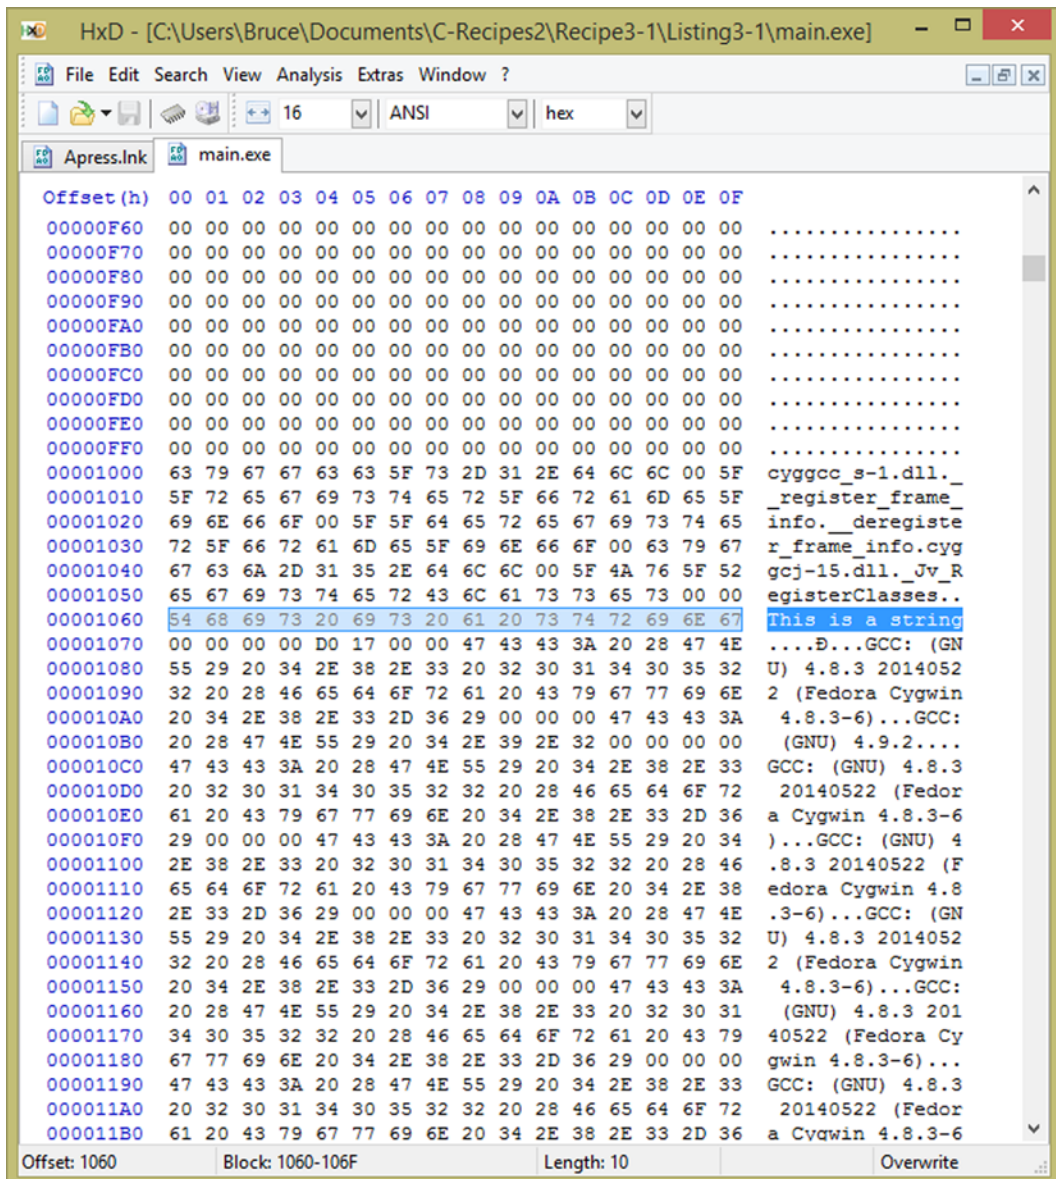 HxD - [C:\Users\Bruce\Documents\C-Recipes2\Recipe3-1\Listing3-1\main.exe]
File Edit Search View Analysis Extras Window ?
16 ANSI hex
Apress.lnk main.exe
Offset(h) 00 01 02 03 04 05 06 07 08 09 0A 0B 0C 0D 0E 0F
00000F60 00 00 00 00 00 00 00 00 00 00 00 00 00 00 00 00 ................
00000F70 00 00 00 00 00 00 00 00 00 00 00 00 00 00 00 00 ................
00000F80 00 00 00 00 00 00 00 00 00 00 00 00 00 00 00 00 ................
00000F90 00 00 00 00 00 00 00 00 00 00 00 00 00 00 00 00 ................
00000FA0 00 00 00 00 00 00 00 00 00 00 00 00 00 00 00 00 ................
00000FB0 00 00 00 00 00 00 00 00 00 00 00 00 00 00 00 00 ................
00000FC0 00 00 00 00 00 00 00 00 00 00 00 00 00 00 00 00 ................
00000FD0 00 00 00 00 00 00 00 00 00 00 00 00 00 00 00 00 ................
00000FE0 00 00 00 00 00 00 00 00 00 00 00 00 00 00 00 00 ................
00000FF0 00 00 00 00 00 00 00 00 00 00 00 00 00 00 00 00 ................
00001000 63 79 67 67 63 63 5F 73 2D 31 2E 64 6C 6C 00 5F cyggcc_s-1.dll._
00001010 5F 72 65 67 69 73 74 65 72 5F 66 72 61 6D 65 5F _register_frame_
00001020 69 6E 66 6F 00 5F 5F 64 65 72 65 67 69 73 74 65 info.__deregiste
00001030 72 5F 66 72 61 6D 65 5F 69 6E 66 6F 00 63 79 67 r_frame_info.cyg
00001040 67 63 6A 2D 31 35 2E 64 6C 6C 00 5F 4A 76 5F 52 gcj-15.dll._Jv_R
00001050 65 67 69 73 74 65 72 43 6C 61 73 73 65 73 00 00 egisterClasses..
00001060 54 68 69 73 20 69 73 20 61 20 73 74 72 69 6E 67 This is a string
00001070 00 00 00 00 D0 17 00 00 47 43 43 3A 20 28 47 4E ....Ð...GCC: (GN
00001080 55 29 20 34 2E 38 2E 33 20 32 30 31 34 30 35 32 U) 4.8.3 2014052
00001090 32 20 28 46 65 64 6F 72 61 20 43 79 67 77 69 6E 2 (Fedora Cygwin
000010A0 20 34 2E 38 2E 33 2D 36 29 00 00 00 47 43 43 3A 4.8.3-6)...GCC:
000010B0 20 28 47 4E 55 29 20 34 2E 39 2E 32 00 00 00 00 (GNU) 4.9.2....
000010C0 47 43 43 3A 20 28 47 4E 55 29 20 34 2E 38 2E 33 GCC: (GNU) 4.8.3
000010D0 20 32 30 31 34 30 35 32 32 20 28 46 65 64 6F 72 20140522 (Fedor
000010E0 61 20 43 79 67 77 69 6E 20 34 2E 38 2E 33 2D 36 a Cygwin 4.8.3-6
000010F0 29 00 00 00 47 43 43 3A 20 28 47 4E 55 29 20 34 )...GCC: (GNU) 4
00001100 2E 38 2E 33 20 32 30 31 34 30 35 32 32 20 28 46 .8.3 20140522 (F
00001110 65 64 6F 72 61 20 43 79 67 77 69 6E 20 34 2E 38 edora Cygwin 4.8
00001120 2E 33 2D 36 29 00 00 00 47 43 43 3A 20 28 47 4E .3-6)...GCC: (GN
00001130 55 29 20 34 2E 38 2E 33 20 32 30 31 34 30 35 32 U) 4.8.3 2014052
00001140 32 20 28 46 65 64 6F 72 61 20 43 79 67 77 69 6E 2 (Fedora Cygwin
00001150 20 34 2E 38 2E 33 2D 36 29 00 00 00 47 43 43 3A 4.8.3-6)...GCC:
00001160 20 28 47 4E 55 29 20 34 2E 38 2E 33 20 32 30 31 (GNU) 4.8.3 201
00001170 34 30 35 32 32 20 28 46 65 64 6F 72 61 20 43 79 40522 (Fedora Cy
00001180 67 77 69 6E 20 34 2E 38 2E 33 2D 36 29 00 00 00 gwin 4.8.3-6)...
00001190 47 43 43 3A 20 28 47 4E 55 29 20 34 2E 38 2E 33 GCC: (GNU) 4.8.3
000011A0 20 32 30 31 34 30 35 32 32 20 28 46 65 64 6F 72 20140522 (Fedor
000011B0 61 20 43 79 67 77 69 6E 20 34 2E 38 2E 33 2D 36 a Cygwin 4.8.3-6
Offset: 1060 Block: 1060-106F Length: 10 Overwrite